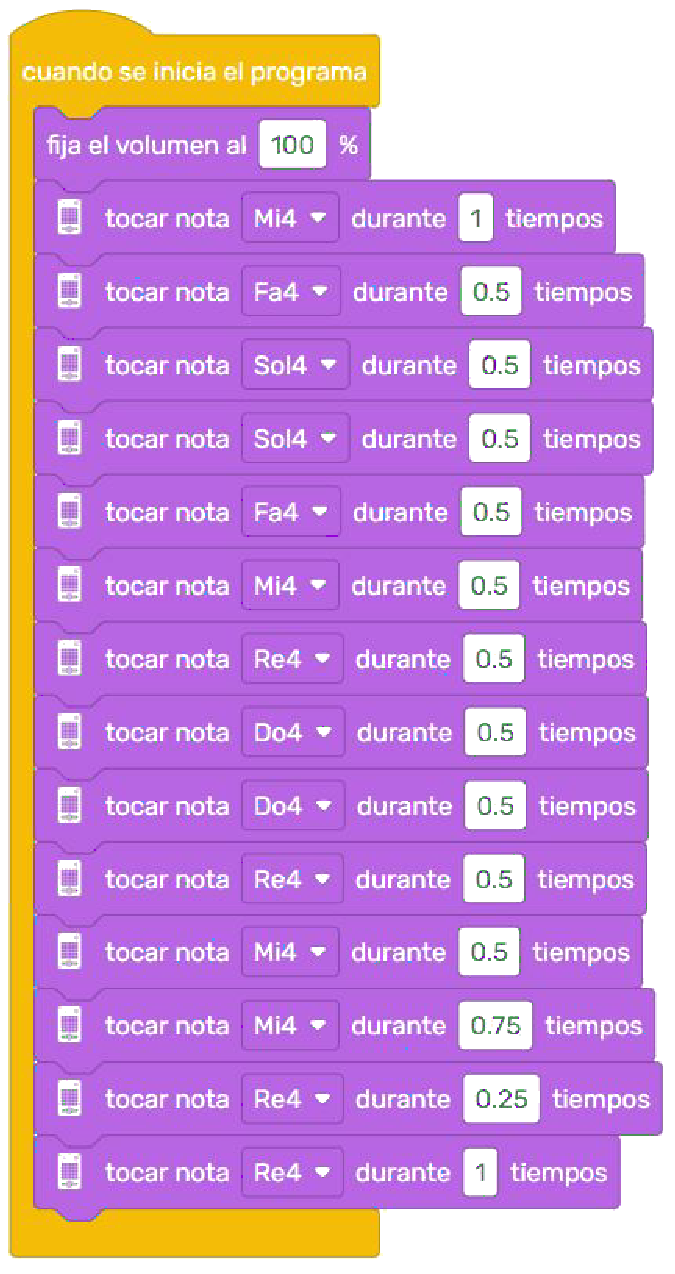 cuando se inicia el programa
fija el volumen al 100 %
tocar nota Mi4 durante 1 tiempos
tocar nota Fa4 durante 0.5 tiempos
tocar nota Sol4 durante 0.5 tiempos
tocar nota Sol4 durante 0.5 tiempos
tocar nota Fa4 durante 0.5 tiempos
tocar nota Mi4 durante 0.5 tiempos
tocar nota Re4 durante 0.5 tiempos
tocar nota Do4 durante 0.5 tiempos
tocar nota Do4 durante 0.5 tiempos
tocar nota Re4 durante 0.5 tiempos
tocar nota Mi4 durante 0.5 tiempos
tocar nota Mi4 durante 0.75 tiempos
tocar nota Re4 durante 0.25 tiempos
tocar nota Re4 durante 1 tiempos